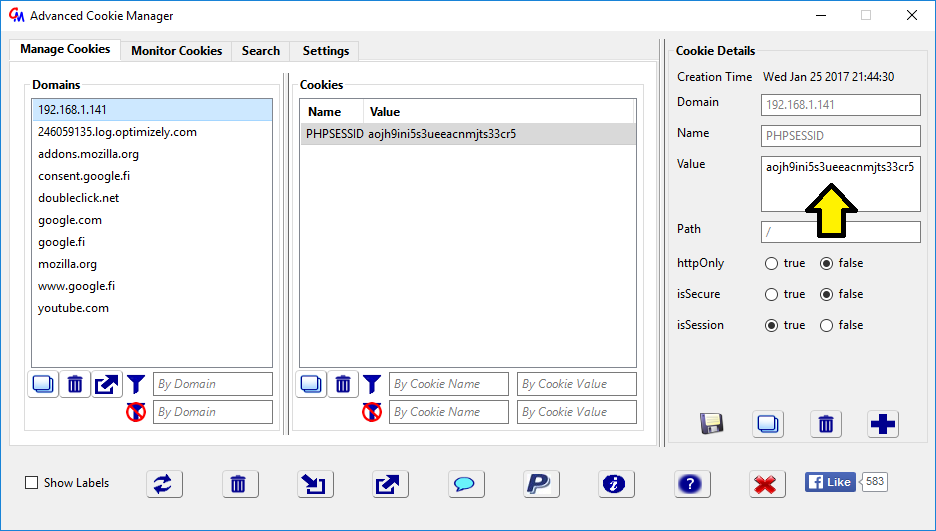 Advanced Cookie Manager
Manage Cookies Monitor Cookies Search Settings
Domains
192.168.1.141
246059135.log.optimizely.com
addons.mozilla.org
consent.google.fi
doubleclick.net
google.com
google.fi
mozilla.org
www.google.fi
youtube.com
By Domain
By Domain
Cookies
Name Value
PHPSESSID aojh9ini5s3ueeacnmjts33cr5
By Cookie Name By Cookie Value
By Cookie Name By Cookie Value
Cookie Details
Creation Time Wed Jan 25 2017 21:44:30
Domain 192.168.1.141
Name PHPSESSID
Value aojh9ini5s3ueeacnmjts33cr5
Path /
httpOnly true false
isSecure true false
isSession true false
Show Labels
Like 583